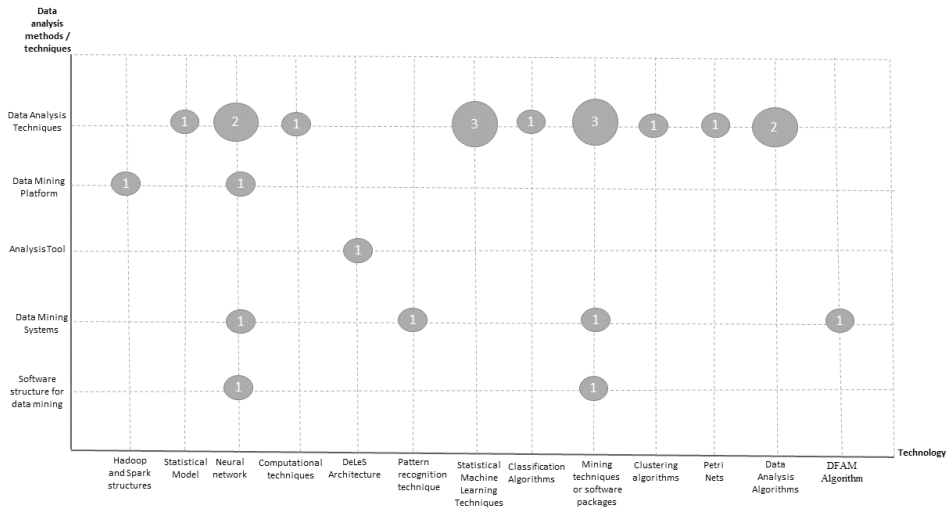 Data
analysis
methods /
techniques
Data Analysis
Techniques
1
2
1
3
1
3
1
1
2
Data Mining
Platform
1
1
Analysis Tool
1
Data Mining
Systems
1
1
1
1
Software
structure for
data mining
1
1
Technology
Hadoop
and Spark
structures
Statistical
Model
Neural
network
Computational
techniques
DeLeS
Architecture
Pattern
recognition
technique
Statistical
Machine
Learning
Techniques
Classification
Algorithms
Mining
techniques
or software
packages
Clustering
algorithms
Petri
Nets
Data
Analysis
Algorithms
DFAM
Algorithm